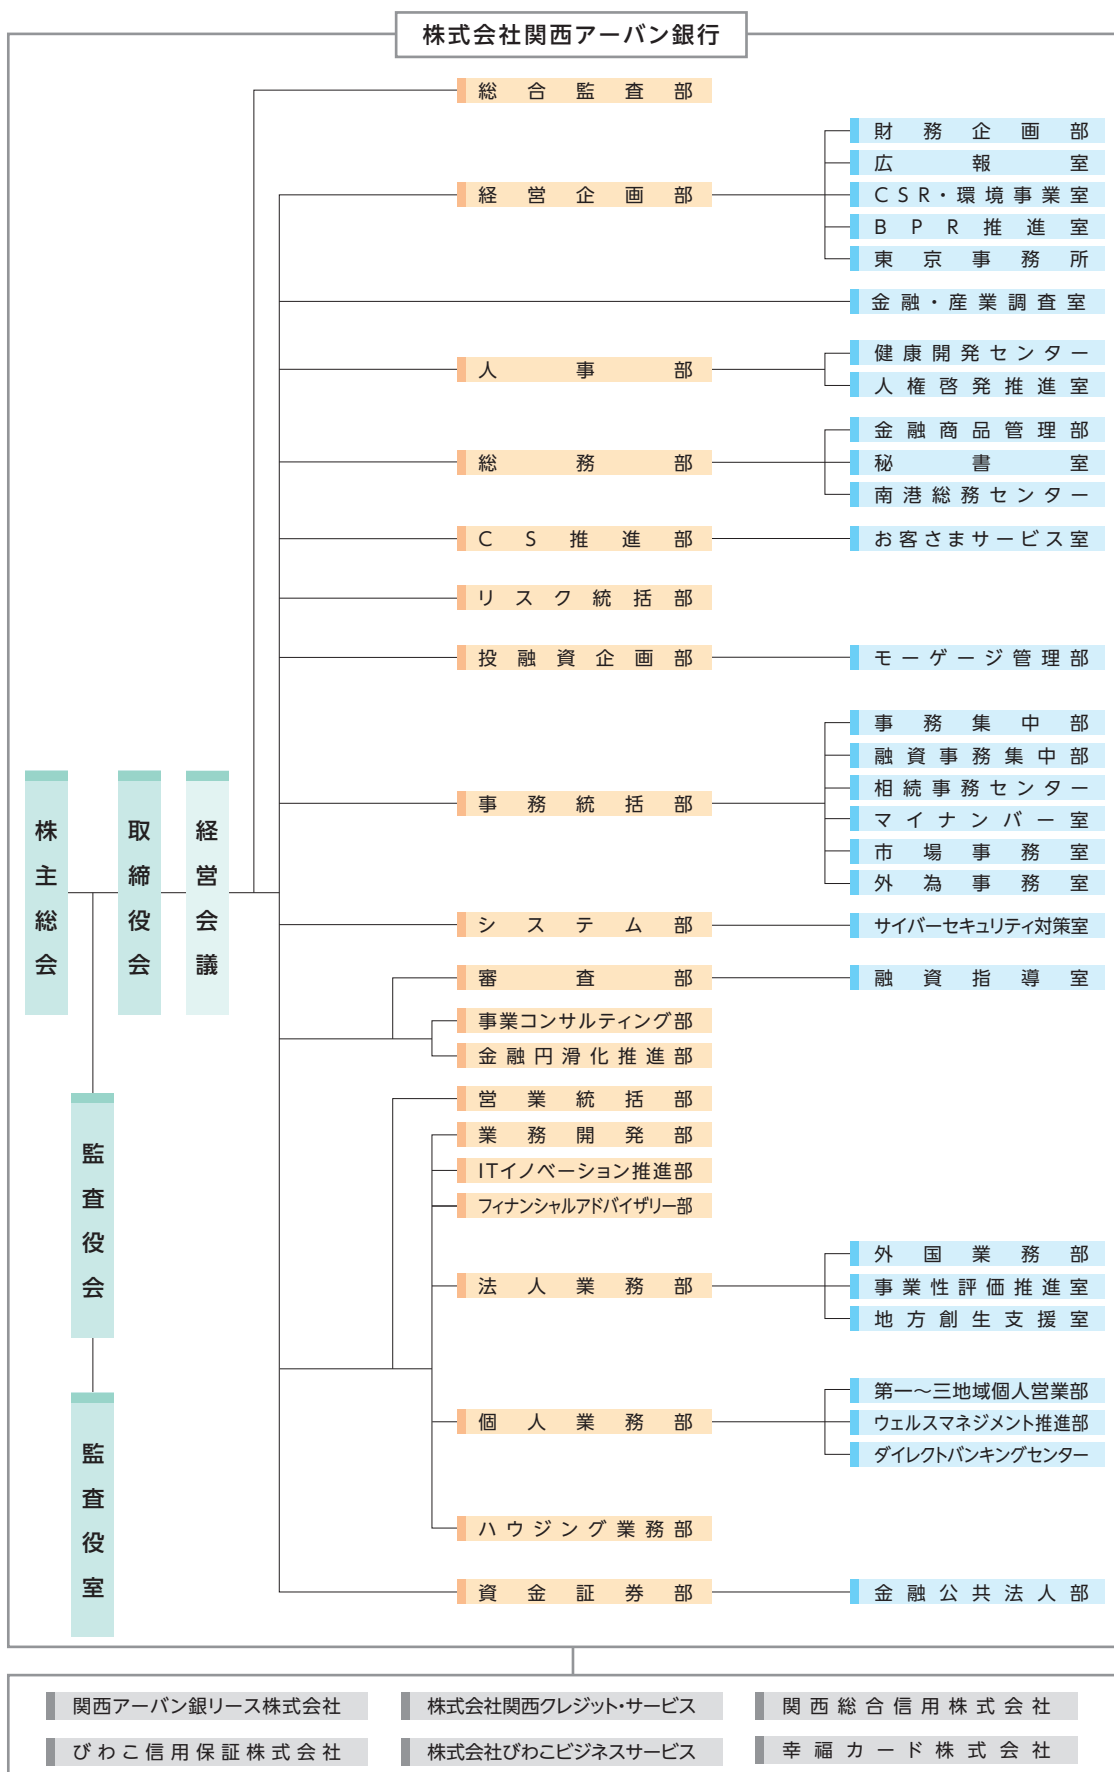 株式会社関西アーバン銀行
総合監査部
経営企画部
財務企画部
広報室
CSR・環境事業室
BPR推進室
東京事務所
金融・産業調査室
人事部
健康開発センター
人権啓発推進室
総務部
金融商品管理部
秘書室
南港総務センター
CS推進部
お客さまサービス室
リスク統括部
投融資企画部
モーゲージ管理部
事務統括部
事務集中部
融資事務集中部
相続事務センター
マイナンバー室
市場事務室
外為事務室
株主総会
取締役会
経営会議
監査役会
監査役室
システム部
サイバーセキュリティ対策室
審査部
融資指導室
事業コンサルティング部
金融円滑化推進部
営業統括部
業務開発部
ITイノベーション推進部
フィナンシャルアドバイザリー部
法人業務部
外国業務部
事業性評価推進室
地方創生支援室
個人業務部
第一〜三地域個人営業部
ウェルスマネジメント推進部
ダイレクトバンキングセンター
ハウジング業務部
資金証券部
金融公共法人部
関西アーバン銀リース株式会社
株式会社関西クレジット・サービス
関西総合信用株式会社
びわこ信用保証株式会社
株式会社びわこビジネスサービス
幸福カード株式会社